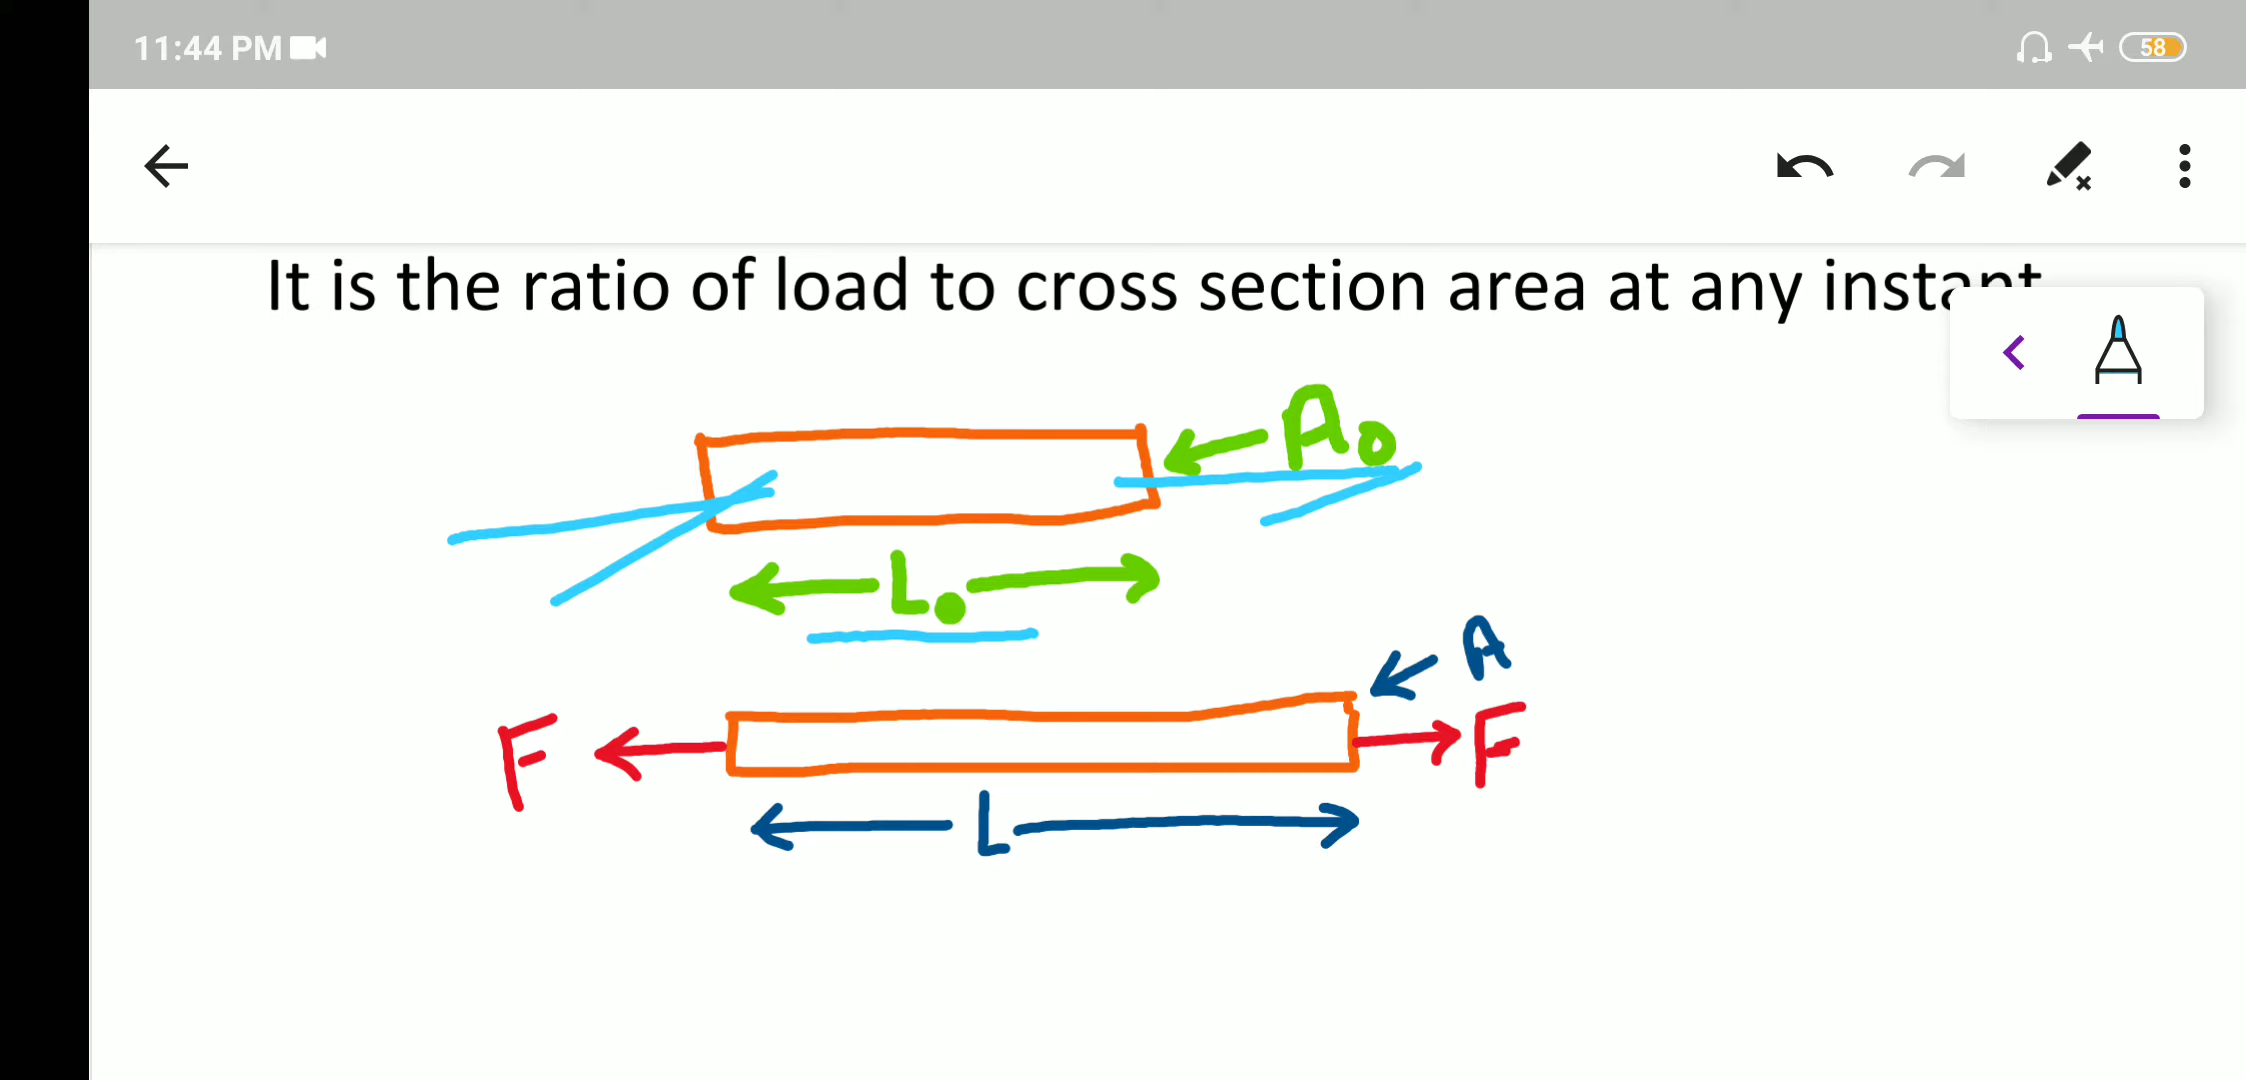 11:44 PM 58
It is the ratio of load to cross section area at any instant
A₀
L₀
A
F F
L